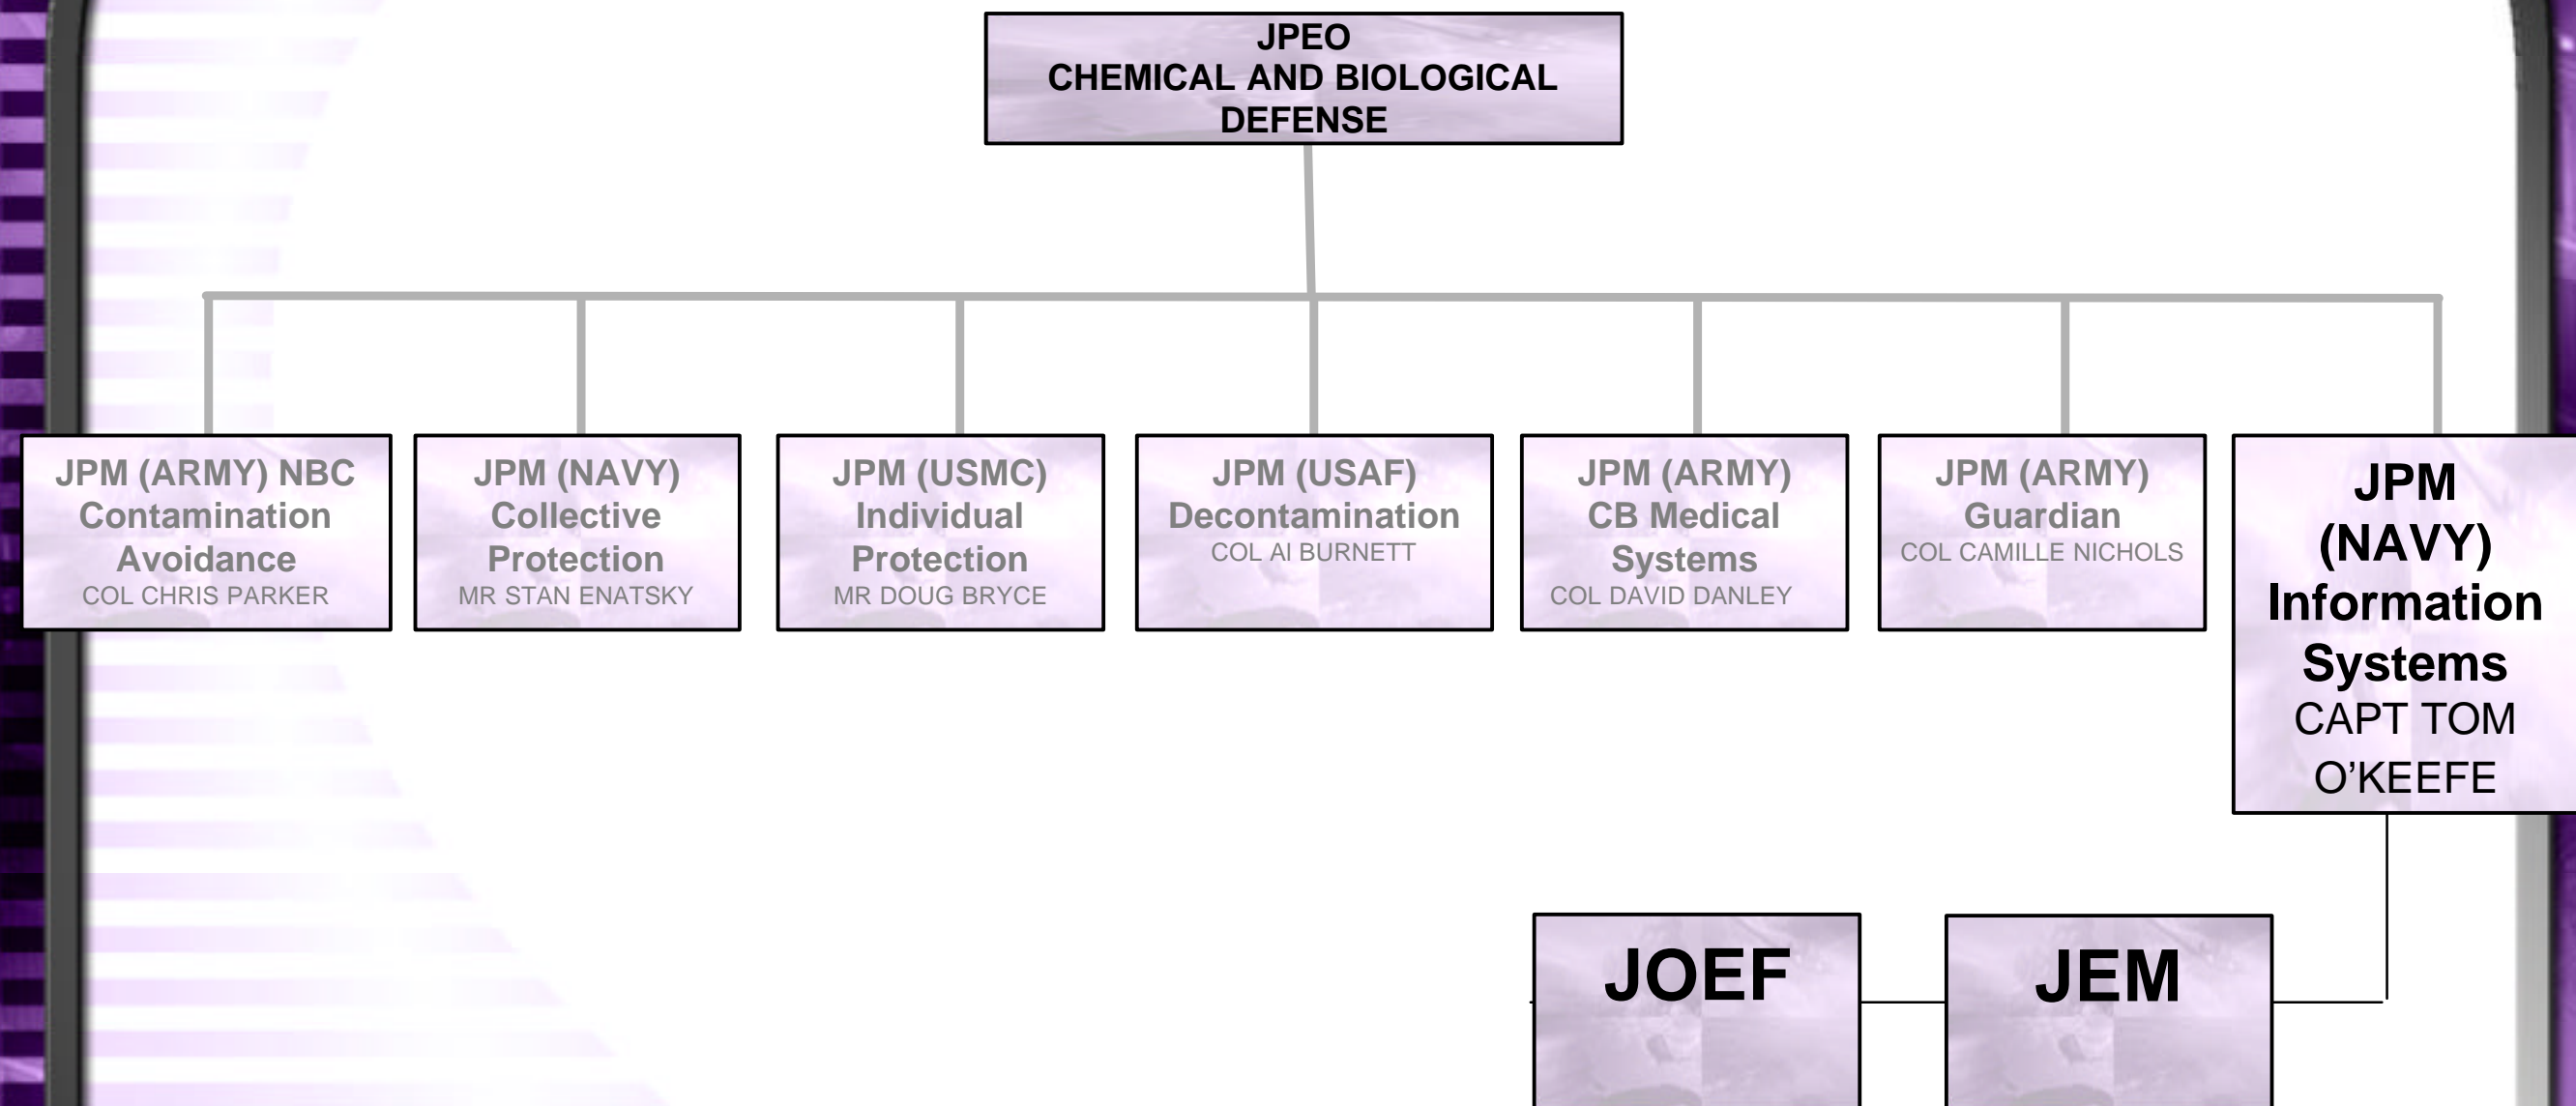 JPEO
CHEMICAL AND BIOLOGICAL
DEFENSE
JPM (ARMY) NBC
Contamination
Avoidance
COL CHRIS PARKER
JPM (NAVY)
Collective
Protection
MR STAN ENATSKY
JPM (USMC)
Individual
Protection
MR DOUG BRYCE
JPM (USAF)
Decontamination
COL Al BURNETT
JPM (ARMY)
CB Medical
Systems
COL DAVID DANLEY
JPM (ARMY)
Guardian
COL CAMILLE NICHOLS
JPM
(NAVY)
Information
Systems
CAPT TOM
O’KEEFE
JOEF
JEM